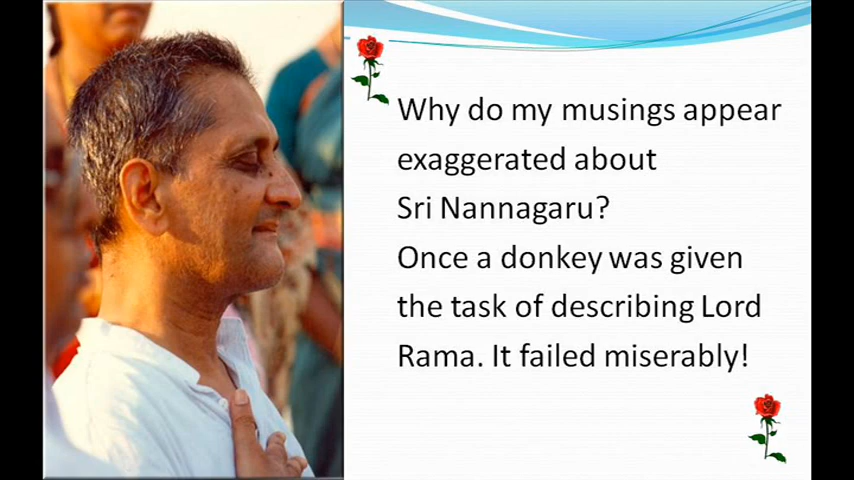 Why do my musings appear
exaggerated about
Sri Nannagaru?
Once a donkey was given
the task of describing Lord
Rama. It failed miserably!